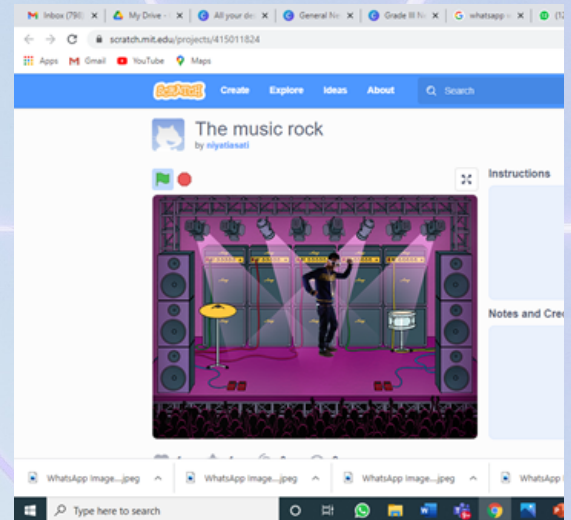 Inbox (798) × My Drive - × All your de × General No × Grade III N × G whatsapp ×
scratch.mit.edu/projects/415011824
Apps Gmail YouTube Maps
SCRATCH Create Explore Ideas About Search
The music rock
by niyatiasati
Instructions
Notes and Cre
WhatsApp Image....jpeg WhatsApp Image....jpeg WhatsApp Image....jpeg WhatsApp I
Type here to search